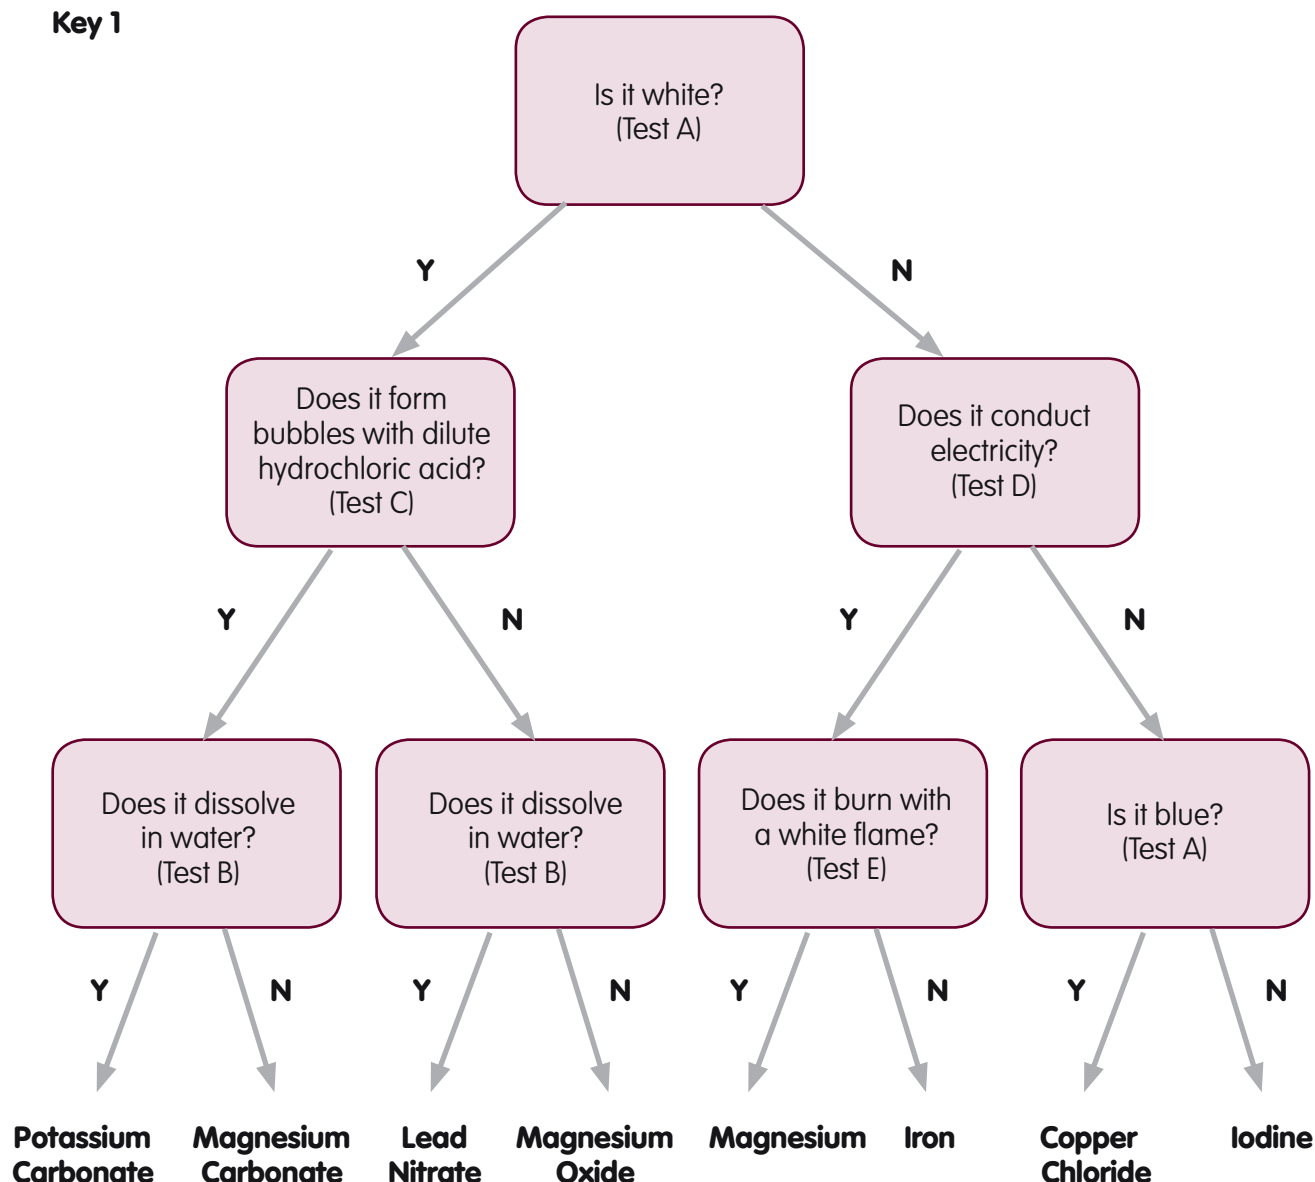 Key 1
Is it white?
(Test A)
Y
N
Does it form
bubbles with dilute
hydrochloric acid?
(Test C)
Does it conduct
electricity?
(Test D)
Y
N
Y
N
Does it dissolve
in water?
(Test B)
Does it dissolve
in water?
(Test B)
Does it burn with
a white flame?
(Test E)
Is it blue?
(Test A)
Y
N
Y
N
Y
N
Y
N
Potassium
Carbonate
Magnesium
Carbonate
Lead
Nitrate
Magnesium
Oxide
Magnesium
Iron
Copper
Chloride
Iodine